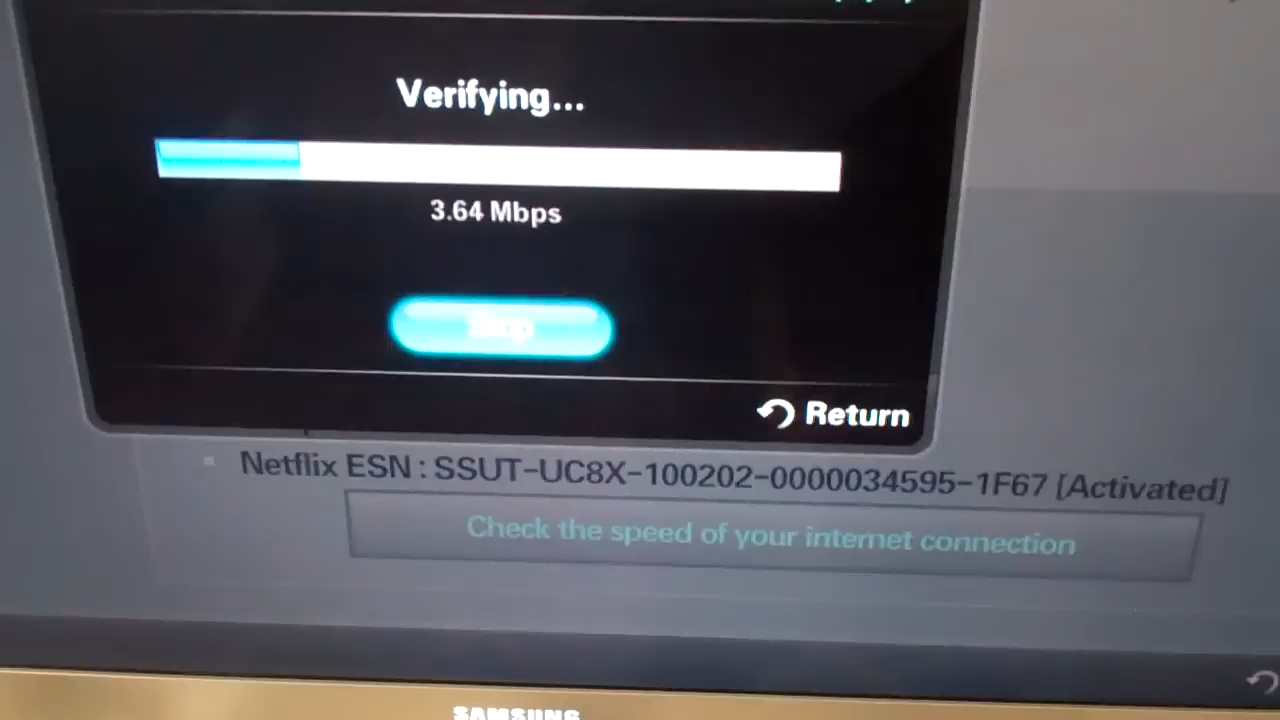 Verifying...
3.64 Mbps
Stop
Return
Netflix ESN : SSUT-UC8X-100202-0000034595-1F67 [Activated]
Check the speed of your internet connection
SAMSUNG